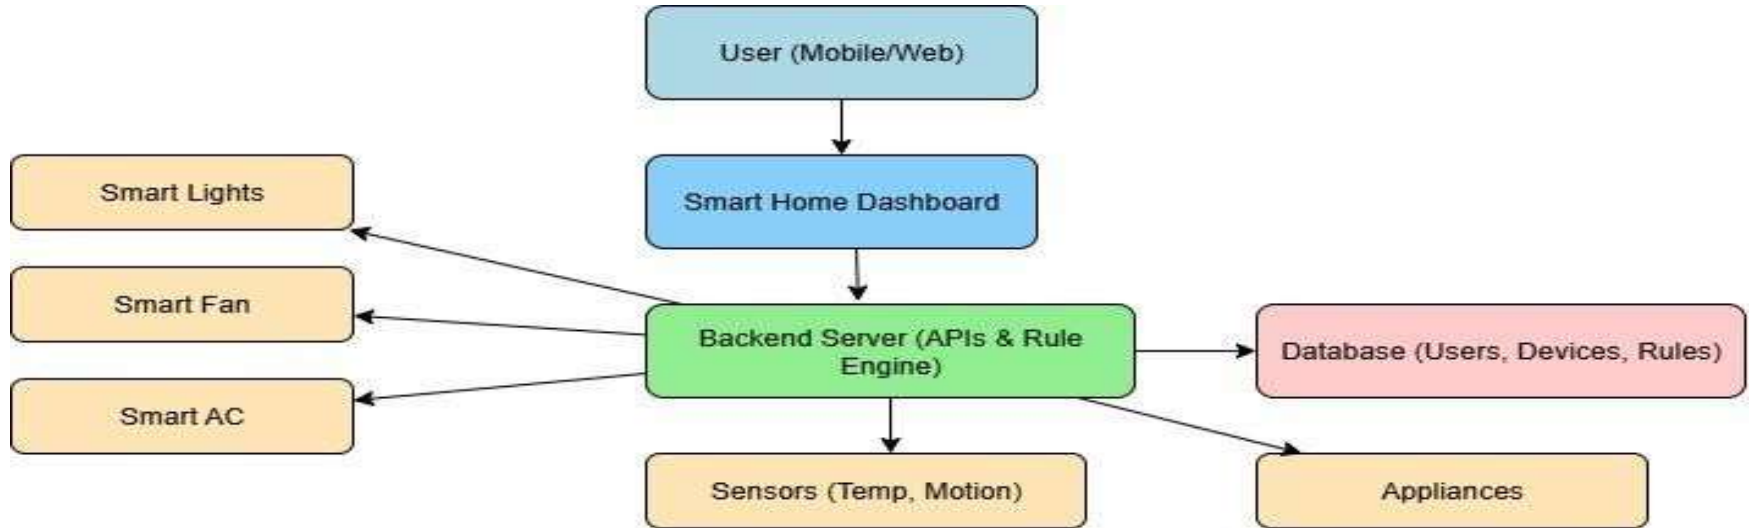 User (Mobile/Web)
Smart Lights
Smart Home Dashboard
Smart Fan
Backend Server (APIs & Rule
Engine)
Database (Users, Devices, Rules)
Smart AC
Sensors (Temp, Motion)
Appliances